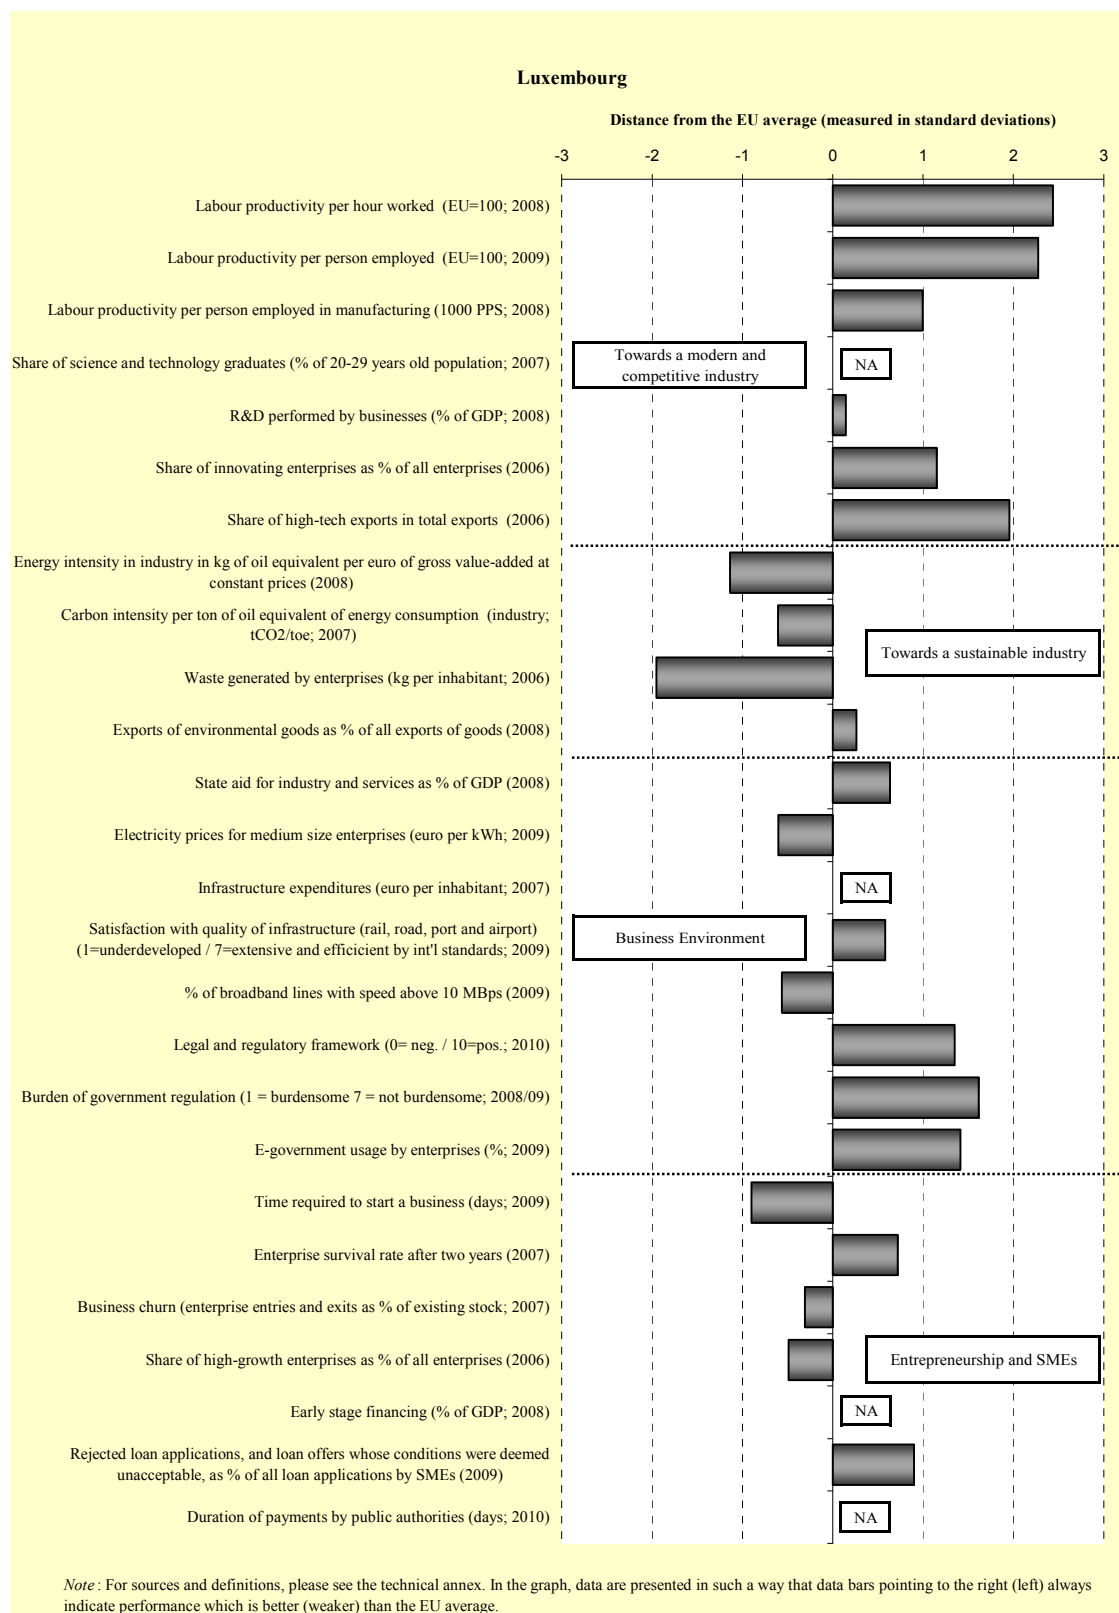 Luxembourg
Distance from the EU average (measured in standard deviations)
-3 -2 -1 0 1 2 3
Labour productivity per hour worked (EU=100; 2008)
Labour productivity per person employed (EU=100; 2009)
Labour productivity per person employed in manufacturing (1000 PPS; 2008)
Share of science and technology graduates (% of 20-29 years old population; 2007)
Towards a modern and
competitive industry
NA
R&D performed by businesses (% of GDP; 2008)
Share of innovating enterprises as % of all enterprises (2006)
Share of high-tech exports in total exports (2006)
Energy intensity in industry in kg of oil equivalent per euro of gross value-added at
constant prices (2008)
Carbon intensity per ton of oil equivalent of energy consumption (industry;
tCO2/toe; 2007)
Towards a sustainable industry
Waste generated by enterprises (kg per inhabitant; 2006)
Exports of environmental goods as % of all exports of goods (2008)
State aid for industry and services as % of GDP (2008)
Electricity prices for medium size enterprises (euro per kWh; 2009)
Infrastructure expenditures (euro per inhabitant; 2007)
NA
Satisfaction with quality of infrastructure (rail, road, port and airport)
(1=underdeveloped / 7=extensive and efficicient by int'l standards; 2009)
Business Environment
% of broadband lines with speed above 10 MBps (2009)
Legal and regulatory framework (0= neg. / 10=pos.; 2010)
Burden of government regulation (1 = burdensome 7 = not burdensome; 2008/09)
E-government usage by enterprises (%; 2009)
Time required to start a business (days; 2009)
Enterprise survival rate after two years (2007)
Business churn (enterprise entries and exits as % of existing stock; 2007)
Share of high-growth enterprises as % of all enterprises (2006)
Entrepreneurship and SMEs
Early stage financing (% of GDP; 2008)
NA
Rejected loan applications, and loan offers whose conditions were deemed
unacceptable, as % of all loan applications by SMEs (2009)
Duration of payments by public authorities (days; 2010)
NA
Note : For sources and definitions, please see the technical annex. In the graph, data are presented in such a way that data bars pointing to the right (left) always
indicate performance which is better (weaker) than the EU average.